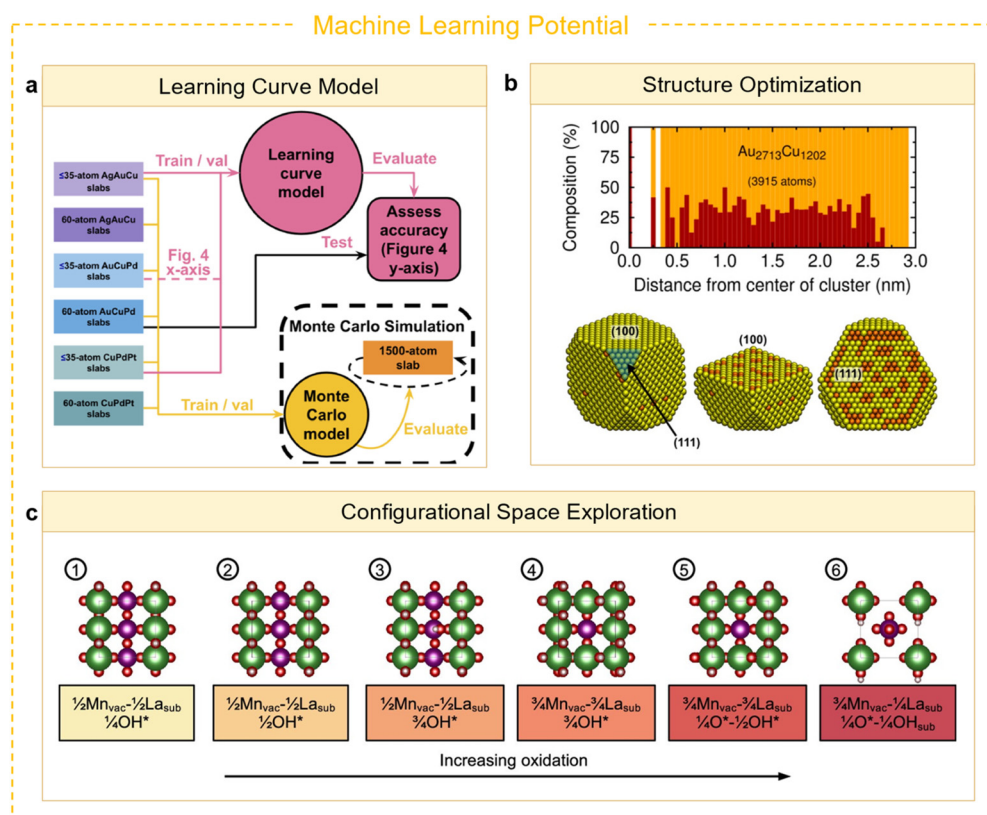 Machine Learning Potential
a
Learning Curve Model
≤35-atom AgAuCu
slabs
60-atom AgAuCu
slabs
≤35-atom AuCuPd
slabs
60-atom AuCuPd
slabs
≤35-atom CuPdPt
slabs
60-atom CuPdPt
slabs
Train / val
Fig. 4
x-axis
Learning
curve
model
Evaluate
Assess
accuracy
(Figure 4
y-axis)
Test
Monte Carlo Simulation
1500-atom
slab
Train / val
Monte
Carlo
model
Evaluate
b
Structure Optimization
Composition (%)
100
75
50
25
0
Au₂₇₁₃Cu₁₂₀₂
(3915 atoms)
0.0 0.5 1.0 1.5 2.0 2.5 3.0
Distance from center of cluster (nm)
(100)
(111)
(100)
(111)
c
Configurational Space Exploration
① ② ③ ④ ⑤ ⑥
½Mnvac-½Lasub
¼OH*
½Mnvac-½Lasub
½OH*
½Mnvac-½Lasub
¾OH*
¾Mnvac-¾Lasub
¾OH*
¾Mnvac-¾Lasub
¼O*-½OH*
¾Mnvac-¼Lasub
¼O*-¼OHsub
Increasing oxidation